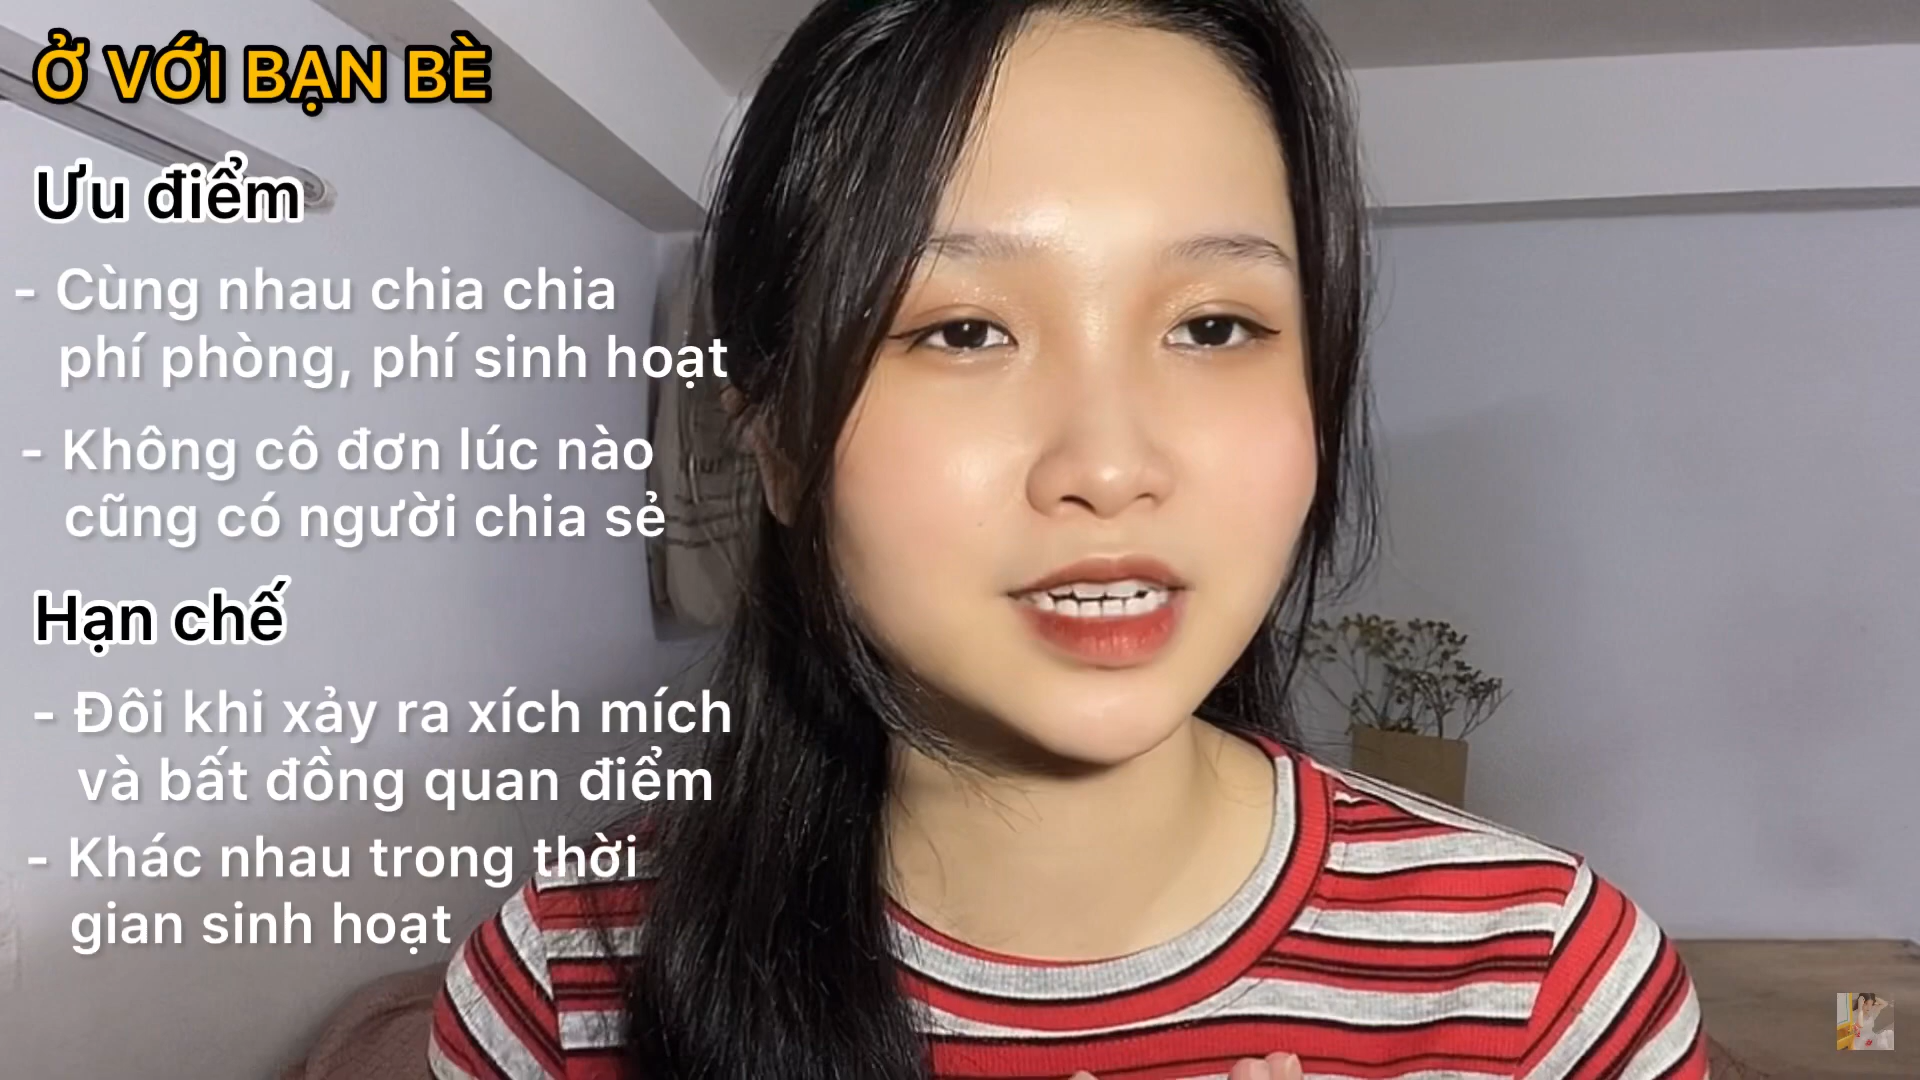 Ở VỚI BẠN BÈ
Ưu điểm
- Cùng nhau chia chia
phí phòng, phí sinh hoạt
- Không cô đơn lúc nào
cũng có người chia sẻ
Hạn chế
- Đôi khi xảy ra xích mích
và bất đồng quan điểm
- Khác nhau trong thời
gian sinh hoạt